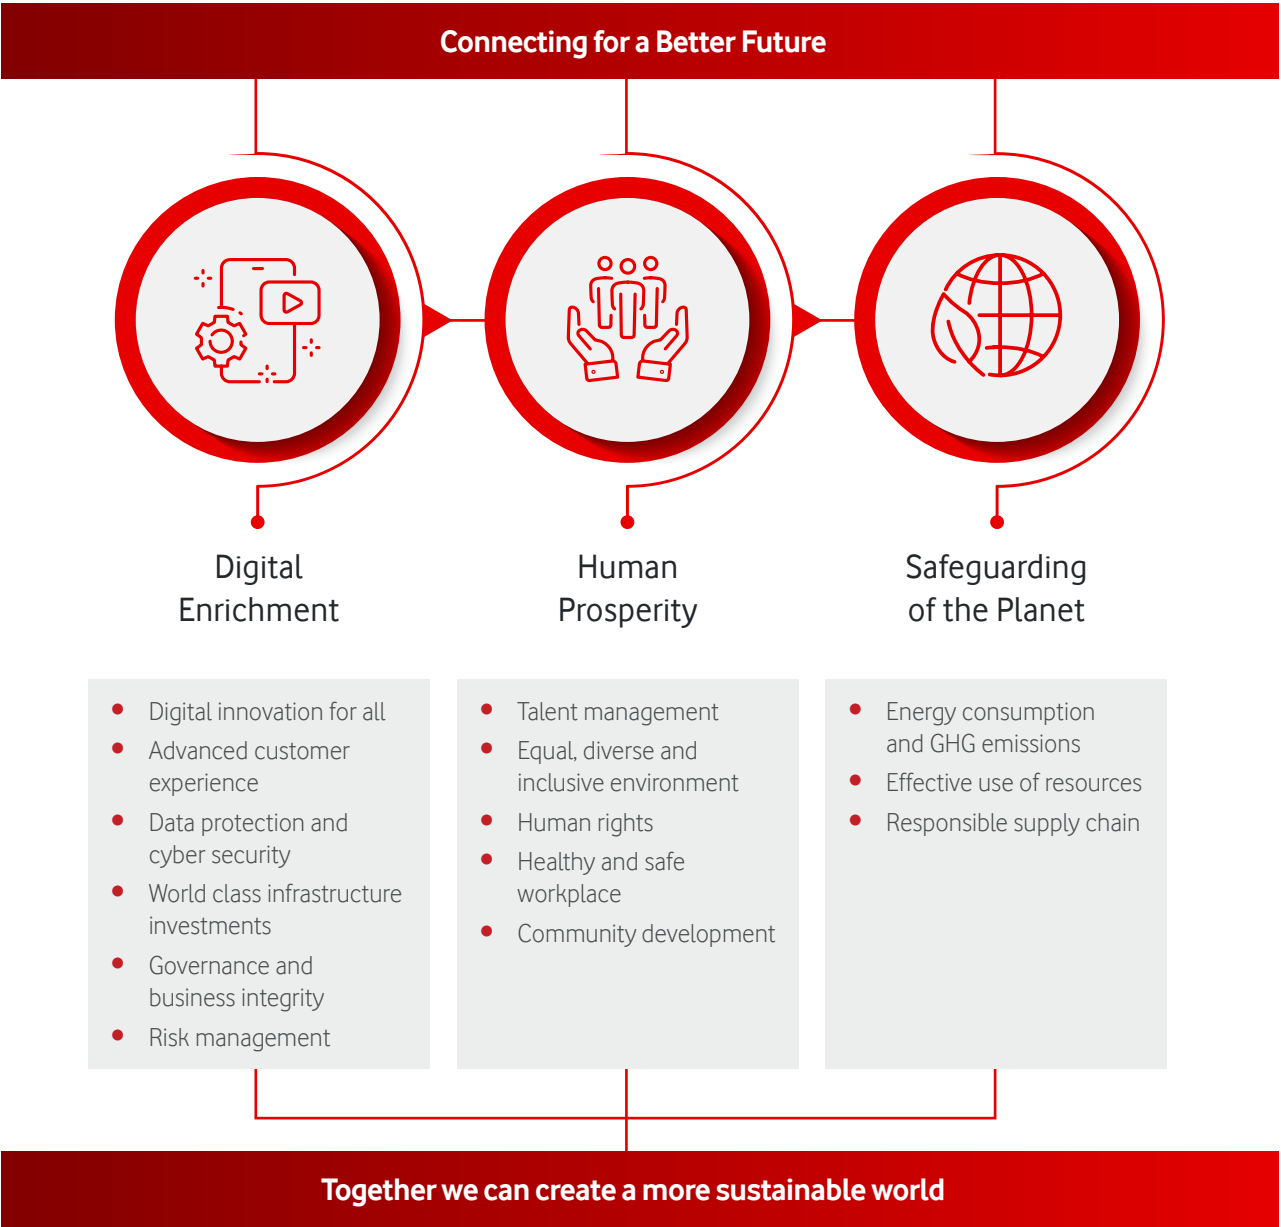 Connecting for a Better Future
Digital
Enrichment
Human
Prosperity
Safeguarding
of the Planet
Digital innovation for all
Advanced customer
experience
Data protection and
cyber security
World class infrastructure
investments
Governance and
business integrity
Risk management
Talent management
Equal, diverse and
inclusive environment
Human rights
Healthy and safe
workplace
Community development
Energy consumption
and GHG emissions
Effective use of resources
Responsible supply chain
Together we can create a more sustainable world